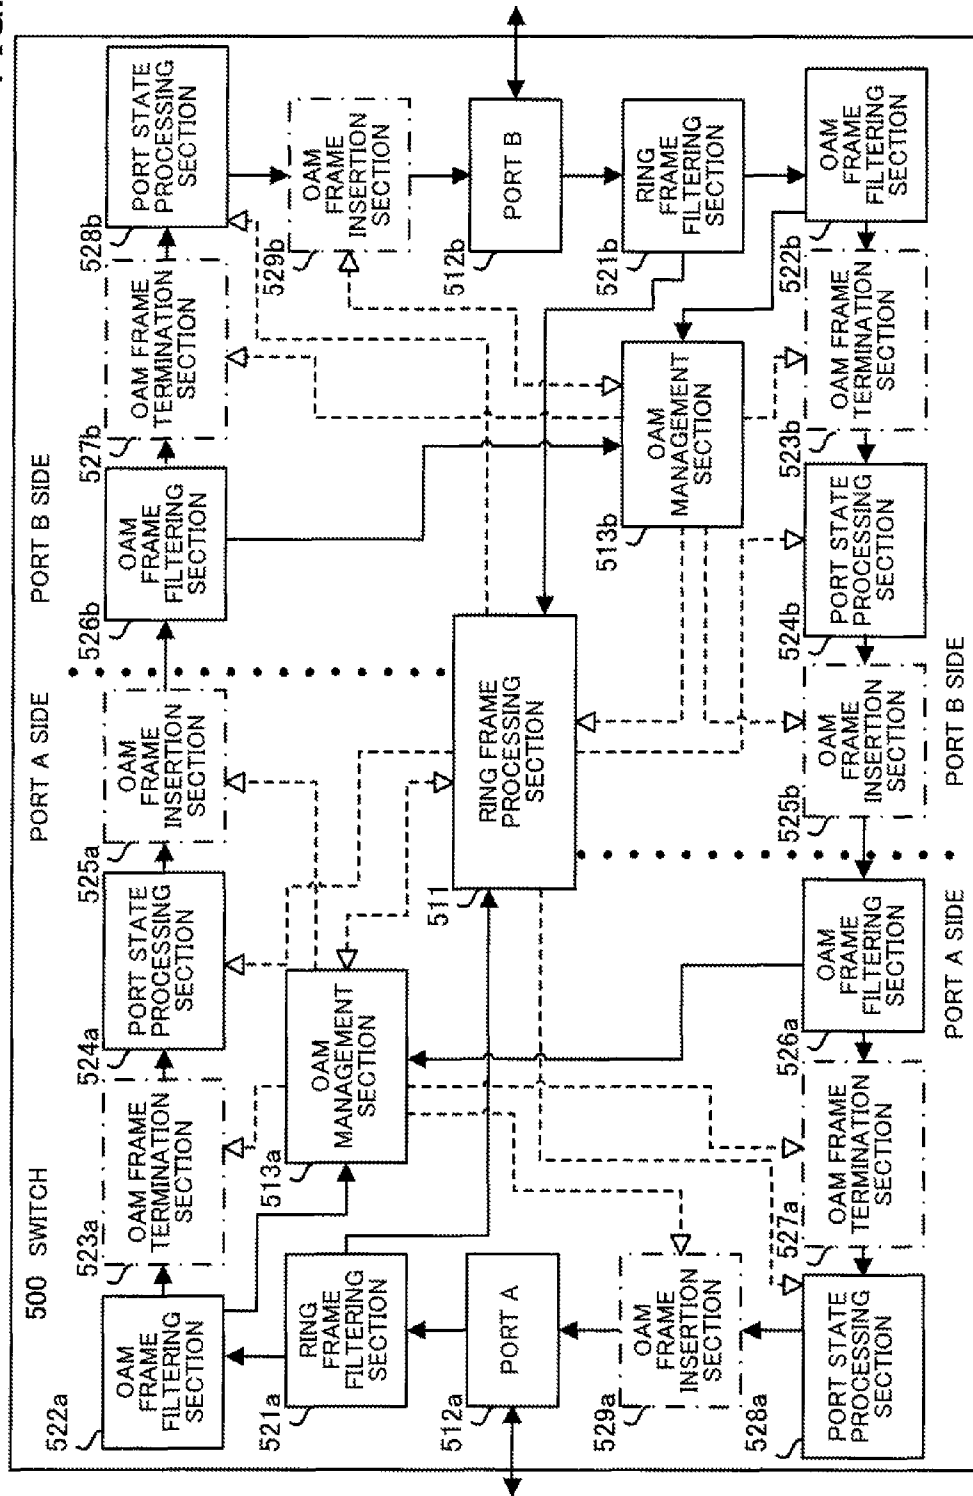 500 SWITCH
PORT A SIDE
PORT B SIDE
522a
OAM
FRAME
FILTERING
SECTION
523a
OAM FRAME
TERMINATION
SECTION
524a
PORT STATE
PROCESSING
SECTION
525a
OAM
FRAME
INSERTION
SECTION
526b
OAM
FRAME
FILTERING
SECTION
527b
OAM FRAME
TERMINATION
SECTION
528b
PORT STATE
PROCESSING
SECTION
521a
RING
FRAME
FILTERING
SECTION
513a
OAM
MANAGEMENT
SECTION
529b
OAM
FRAME
INSERTION
SECTION
512a
PORT A
511
RING FRAME
PROCESSING
SECTION
512b
PORT B
529a
OAM
FRAME
INSERTION
SECTION
513b
OAM
MANAGEMENT
SECTION
521b
RING
FRAME
FILTERING
SECTION
528a
PORT STATE
PROCESSING
SECTION
527a
OAM FRAME
TERMINATION
SECTION
526a
OAM
FRAME
FILTERING
SECTION
525b
OAM
FRAME
INSERTION
SECTION
524b
PORT STATE
PROCESSING
SECTION
523b
OAM FRAME
TERMINATION
SECTION
522b
OAM
FRAME
FILTERING
SECTION
PORT A SIDE
PORT B SIDE